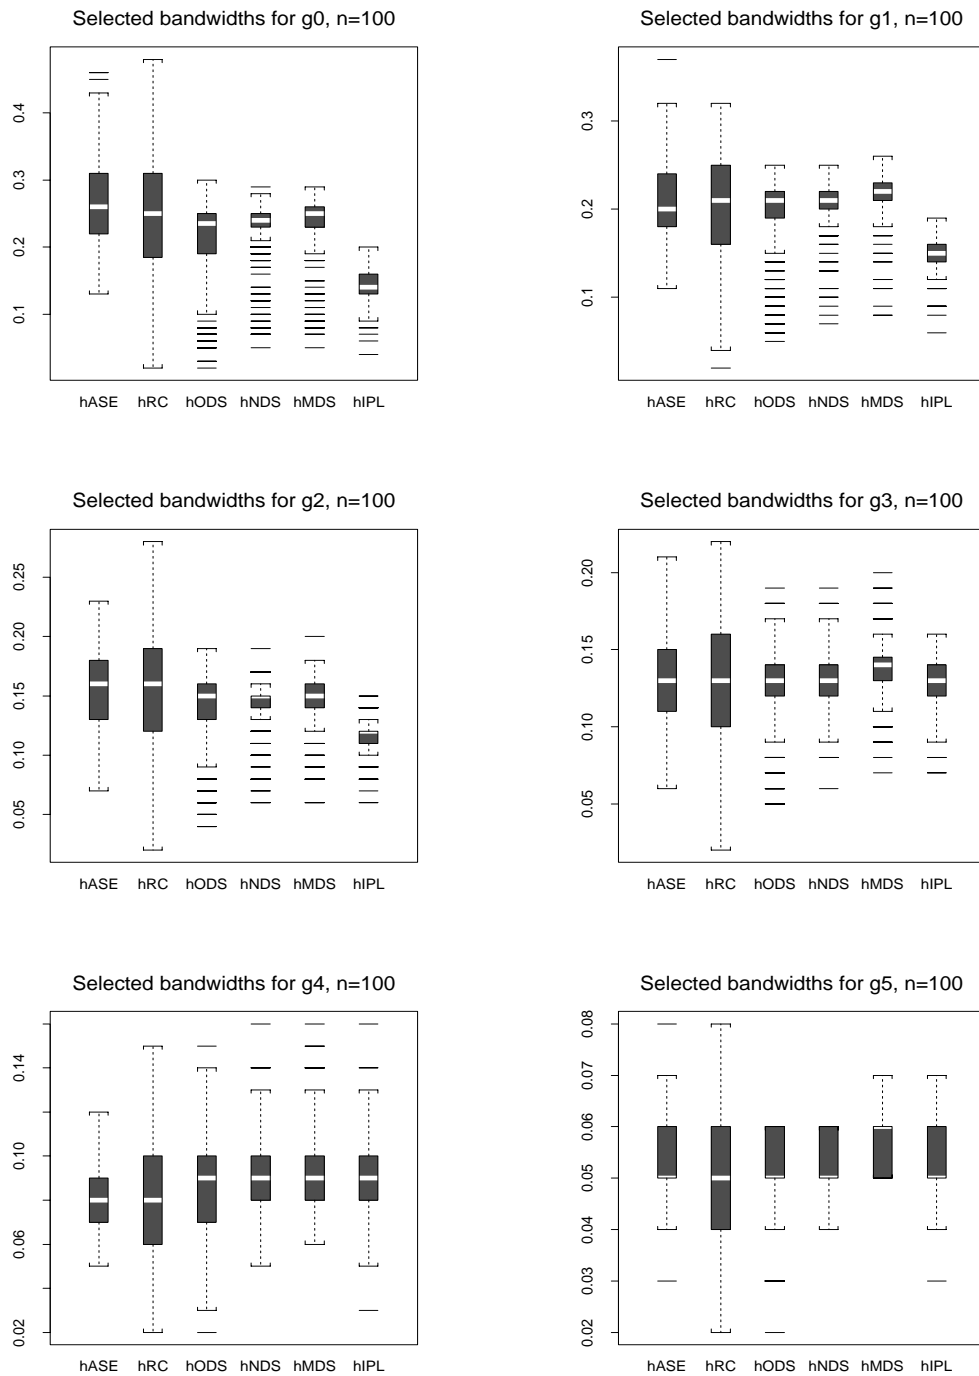 Selected bandwidths for g0, n=100
0.4
0.3
0.2
0.1
hASE hRC hODS hNDS hMDS hIPL
Selected bandwidths for g1, n=100
0.3
0.2
0.1
hASE hRC hODS hNDS hMDS hIPL
Selected bandwidths for g2, n=100
0.25
0.20
0.15
0.10
0.05
hASE hRC hODS hNDS hMDS hIPL
Selected bandwidths for g3, n=100
0.20
0.15
0.10
0.05
hASE hRC hODS hNDS hMDS hIPL
Selected bandwidths for g4, n=100
0.14
0.10
0.06
0.02
hASE hRC hODS hNDS hMDS hIPL
Selected bandwidths for g5, n=100
0.08
0.07
0.06
0.05
0.04
0.03
0.02
hASE hRC hODS hNDS hMDS hIPL